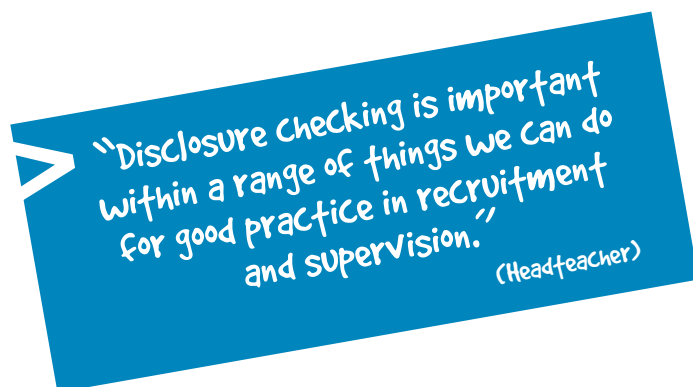 “Disclosure checking is important
within a range of things we can do
for good practice in recruitment
and supervision.”
(Headteacher)